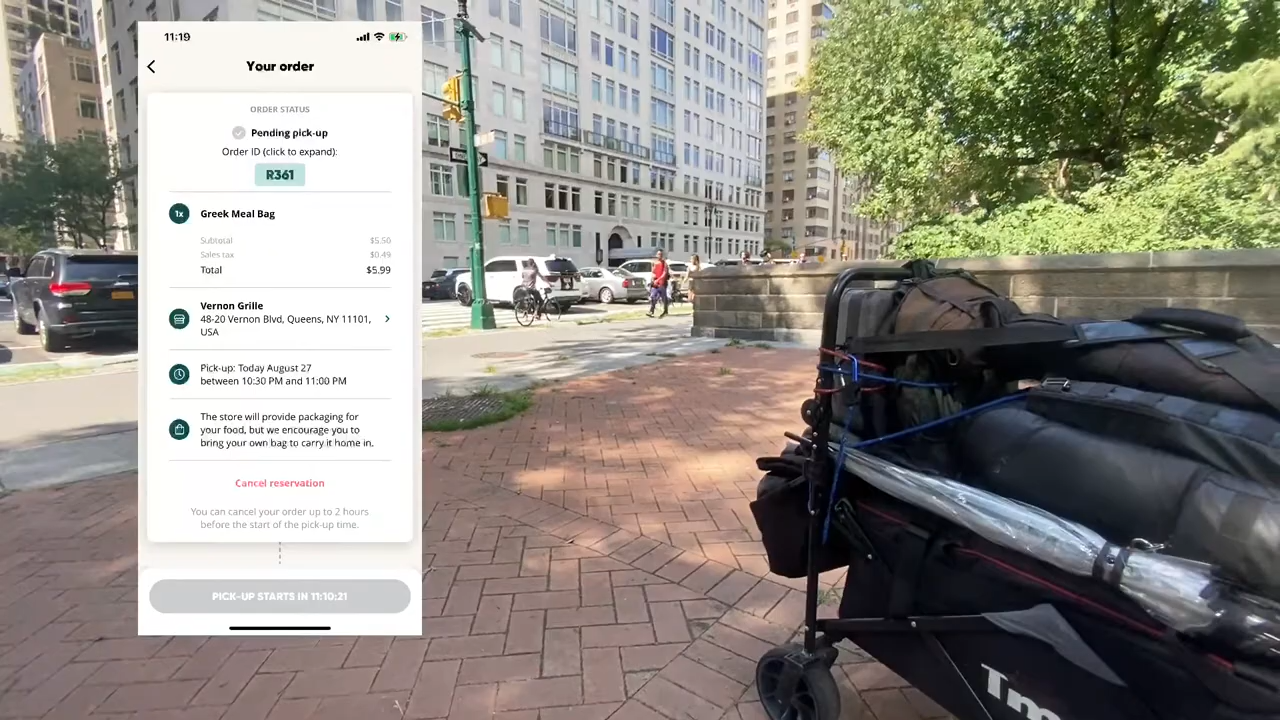 11:19
Your order
ORDER STATUS
Pending pick-up
Order ID (click to expand):
R361
1x
Greek Meal Bag
Subtotal $5.50
Sales tax $0.49
Total $5.99
Vernon Grille
48-20 Vernon Blvd, Queens, NY 11101,
USA
Pick-up: Today August 27
between 10:30 PM and 11:00 PM
The store will provide packaging for
your food, but we encourage you to
bring your own bag to carry it home in.
Cancel reservation
You can cancel your order up to 2 hours
before the start of the pick-up time.
PICK-UP STARTS IN 11:10:21